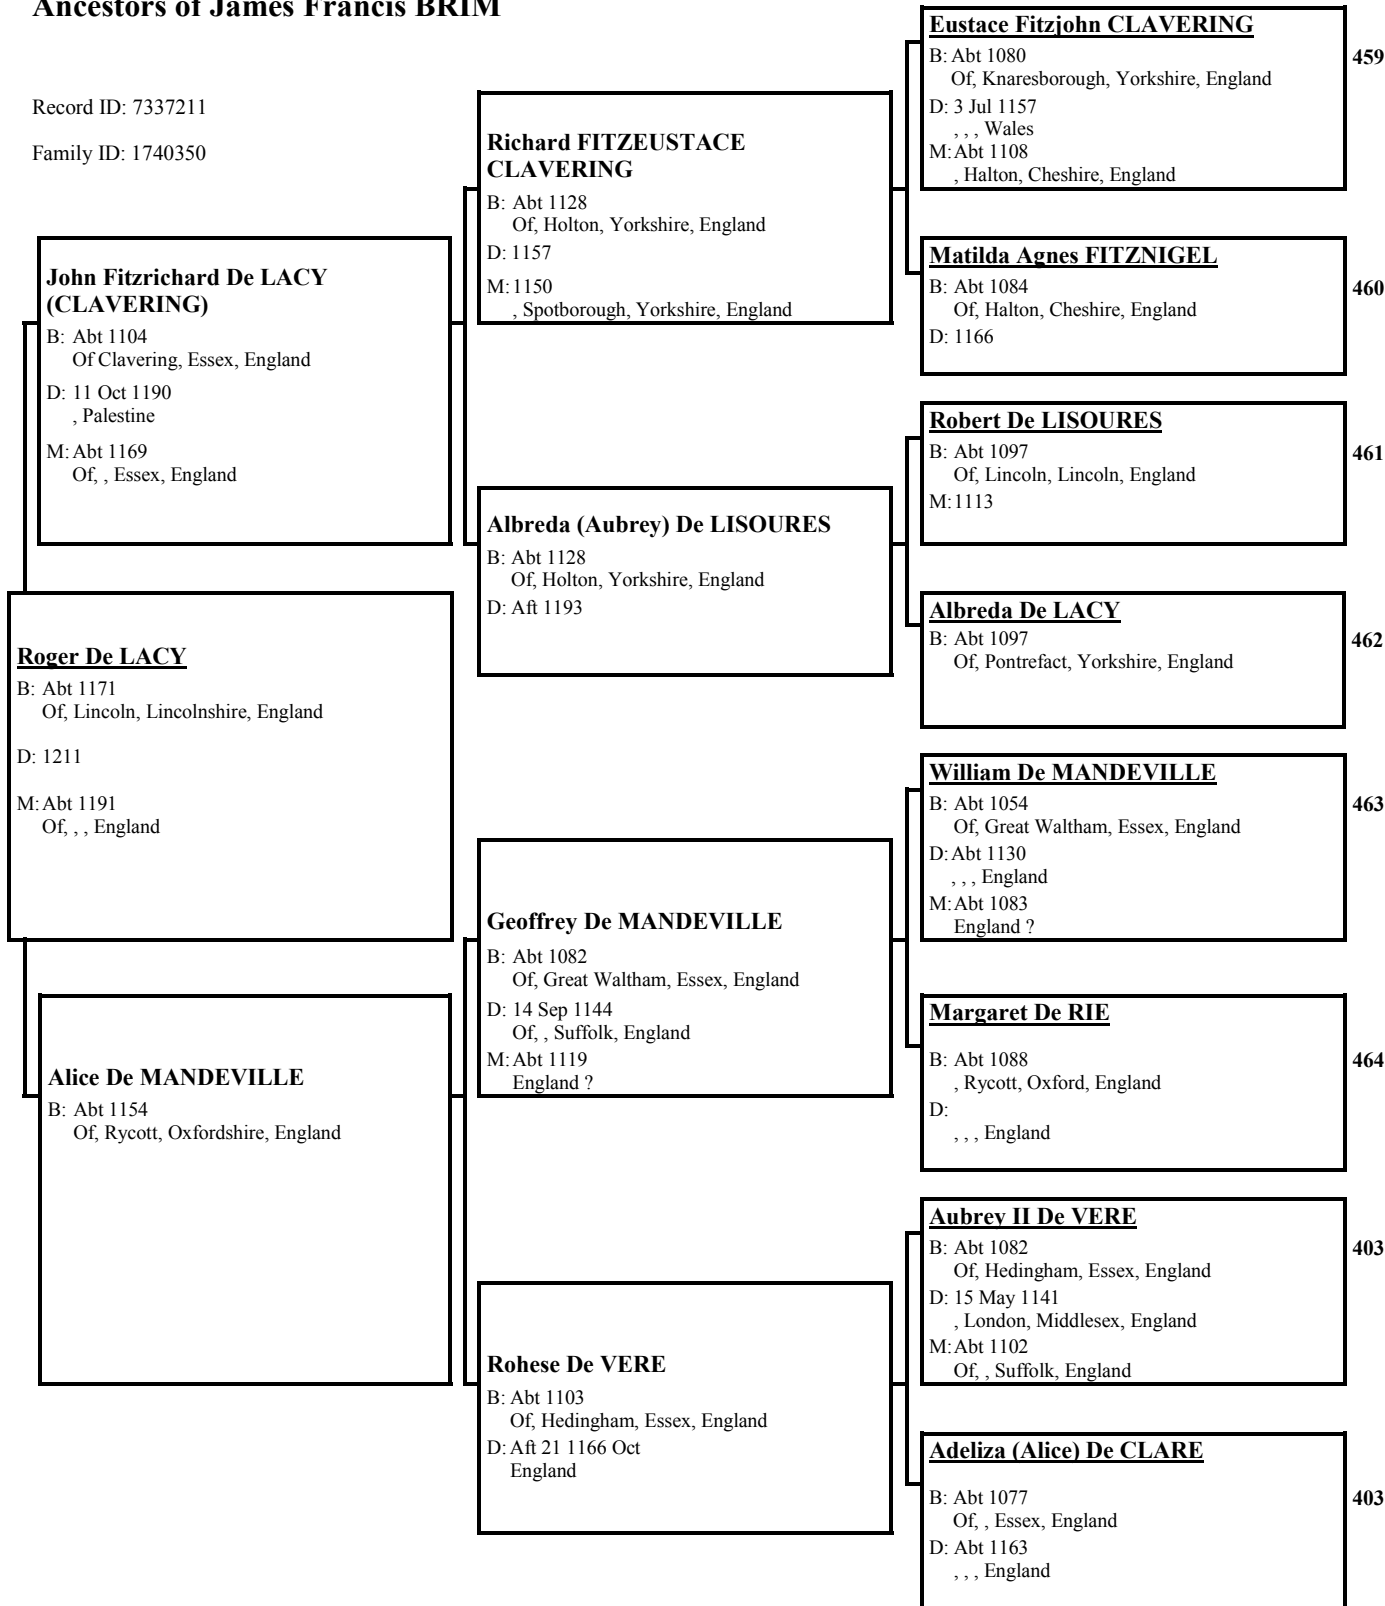 Ancestors of James Francis BRIM
Record ID: 7337211
Family ID: 1740350
John Fitzrichard De LACY
(CLAVERING)
B: Abt 1104
Of Clavering, Essex, England
D: 11 Oct 1190
, Palestine
M: Abt 1169
Of, , Essex, England
Roger De LACY
B: Abt 1171
Of, Lincoln, Lincolnshire, England
D: 1211
M: Abt 1191
Of, , , England
Alice De MANDEVILLE
B: Abt 1154
Of, Rycott, Oxfordshire, England
Richard FITZEUSTACE
CLAVERING
B: Abt 1128
Of, Holton, Yorkshire, England
D: 1157
M: 1150
, Spotborough, Yorkshire, England
Albreda (Aubrey) De LISOURES
B: Abt 1128
Of, Holton, Yorkshire, England
D: Aft 1193
Geoffrey De MANDEVILLE
B: Abt 1082
Of, Great Waltham, Essex, England
D: 14 Sep 1144
Of, , Suffolk, England
M: Abt 1119
England ?
Rohese De VERE
B: Abt 1103
Of, Hedingham, Essex, England
D: Aft 21 1166 Oct
England
Eustace Fitzjohn CLAVERING
B: Abt 1080
Of, Knaresborough, Yorkshire, England
D: 3 Jul 1157
, , , Wales
M: Abt 1108
, Halton, Cheshire, England
459
Matilda Agnes FITZNIGEL
B: Abt 1084
Of, Halton, Cheshire, England
D: 1166
460
Robert De LISOURES
B: Abt 1097
Of, Lincoln, Lincoln, England
M: 1113
461
Albreda De LACY
B: Abt 1097
Of, Pontrefact, Yorkshire, England
462
William De MANDEVILLE
B: Abt 1054
Of, Great Waltham, Essex, England
D: Abt 1130
, , , England
M: Abt 1083
England ?
463
Margaret De RIE
B: Abt 1088
, Rycott, Oxford, England
D:
, , , England
464
Aubrey II De VERE
B: Abt 1082
Of, Hedingham, Essex, England
D: 15 May 1141
, London, Middlesex, England
M: Abt 1102
Of, , Suffolk, England
403
Adeliza (Alice) De CLARE
B: Abt 1077
Of, , Essex, England
D: Abt 1163
, , , England
403